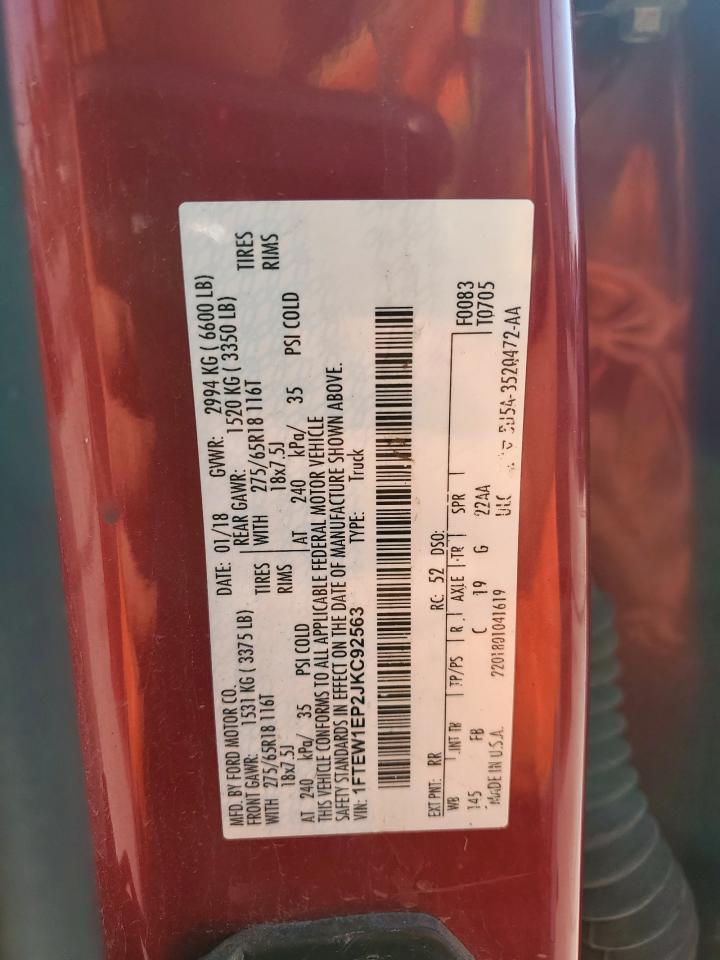 MFD. BY FORD MOTOR CO. DATE: 01/18 GVWR: 2994 KG ( 6600 LB)
FRONT GAWR: 1531 KG ( 3375 LB) REAR GAWR: 1520 KG ( 3350 LB)
WITH 275/65R18 116T TIRES WITH 275/65R18 116T TIRES
18x7.5J RIMS 18x7.5J RIMS
AT 240 kPa/ 35 PSI COLD AT 240 kPa/ 35 PSI COLD
THIS VEHICLE CONFORMS TO ALL APPLICABLE FEDERAL MOTOR VEHICLE
SAFETY STANDARDS IN EFFECT ON THE DATE OF MANUFACTURE SHOWN ABOVE.
VIN: 1FTEW1EP2JKC92563 TYPE: Truck
EXT PNT: RR RC: 52 DSO: F0083
WB INT TR TP/PS R AXLE TR SPR T0705
145 FB C 19 G 22AA
MADE IN U.S.A. 2201801041619